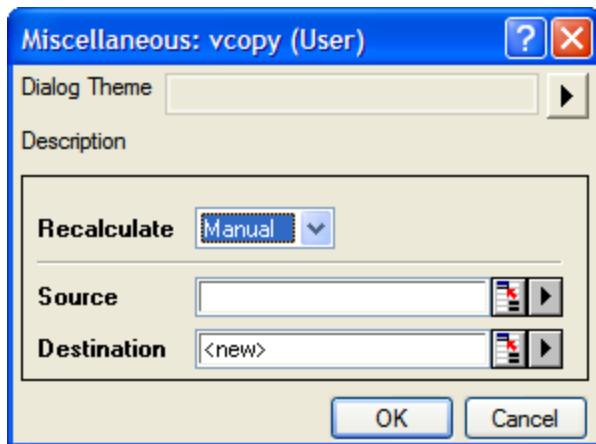 Miscellaneous: vcopy (User)
Dialog Theme
Description
Recalculate Manual
Source
Destination <new>
OK Cancel